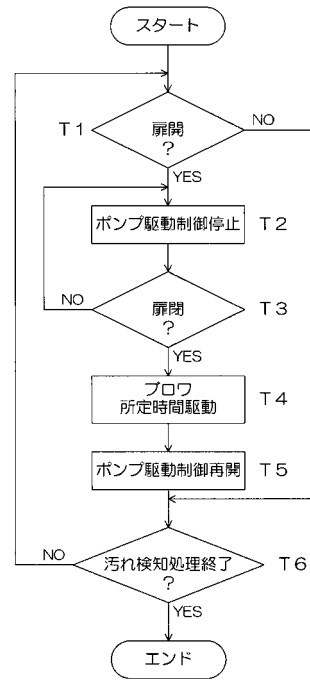 スタート
T1
扉開
?
NO
YES
ポンプ駆動制御停止
T2
NO
扉閉
?
T3
YES
ブロワ
所定時間駆動
T4
ポンプ駆動制御再開
T5
NO
汚れ検知処理終了
?
T6
YES
エンド